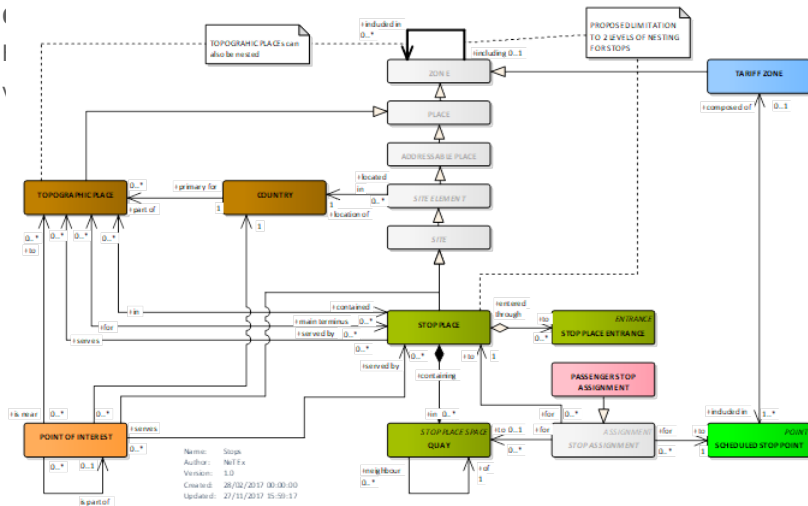 +included in
0..*
TOPOGRAHIC PLACEs can
also be nested
PROPOSED LIMITATION
TO 2 LEVELS OF NESTING
FOR STOPS
+including 0..1
ZONE
TARIFF ZONE
+composed of
0..1
PLACE
ADDRESSABLE PLACE
+located
in
0..*
TOPOGRAPHIC PLACE
0..*
+primary for
COUNTRY
SITE ELEMENT
+part of
1
1
+location of
0..*
+to
0..*
0..*
0..*
0..*
1
SITE
+contained
+in
+main terminus
0..*
+for
+served by
0..*
+serves
0..*
STOP PLACE
+entered
through
+to
0..*
ENTRANCE
STOP PLACE ENTRANCE
+served by
0..*
+to
1
+containing
PASSENGER STOP
ASSIGNMENT
+is near
0..*
0..*
+serves
0..*
+in
0..*
+for
0..*
+included in
1..*
POINT OF INTEREST
STOP PLACE SPACE
QUAY
+to
0..1
+for
0..*
ASSIGNMENT
STOP ASSIGNMENT
+for
0..*
+to
1
POINT
SCHEDULED STOP POINT
0..*
0..1
+is part of
+neighbour
0..*
+of
1
Name: Stops
Author: NeTEx
Version: 1.0
Created: 28/02/2017 00:00:00
Updated: 27/11/2017 15:59:17